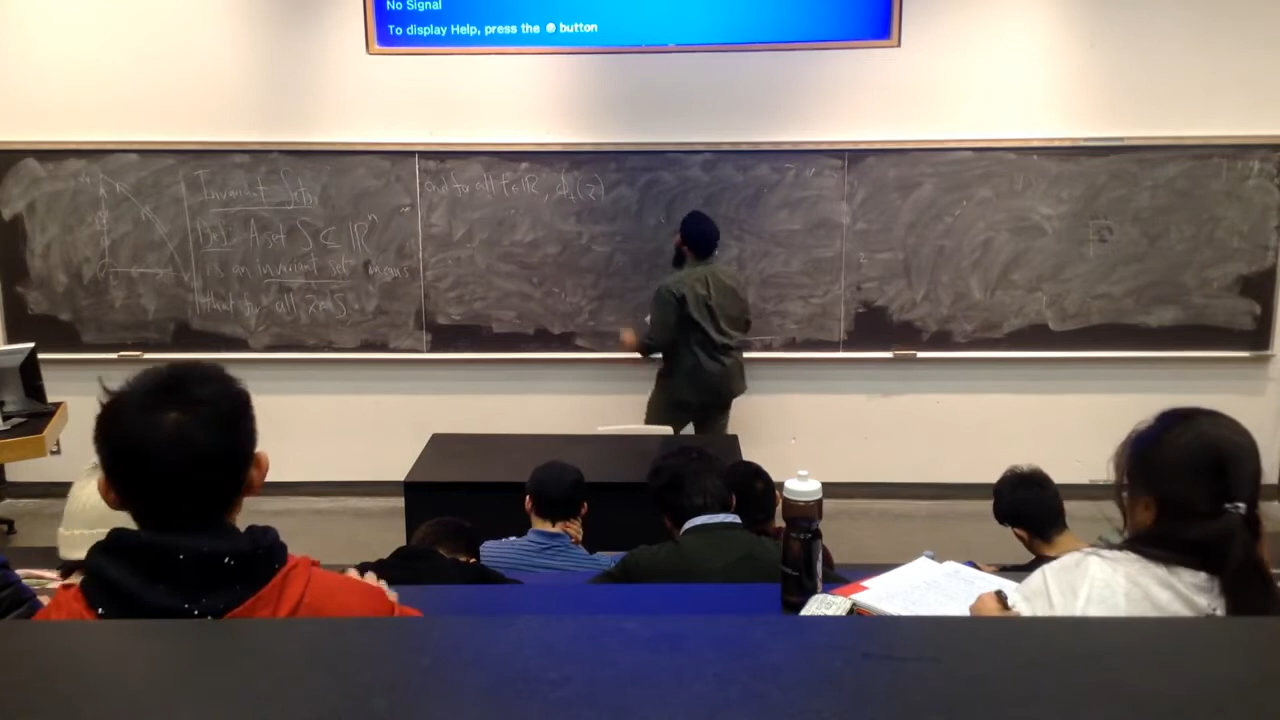 No Signal
To display Help, press the button
Invariant Sets.
Def: A set S ⊂ ℝⁿ
is an invariant set means
that for all z ∈ S,
and for all t ∈ ℝ, ϕₜ(z)